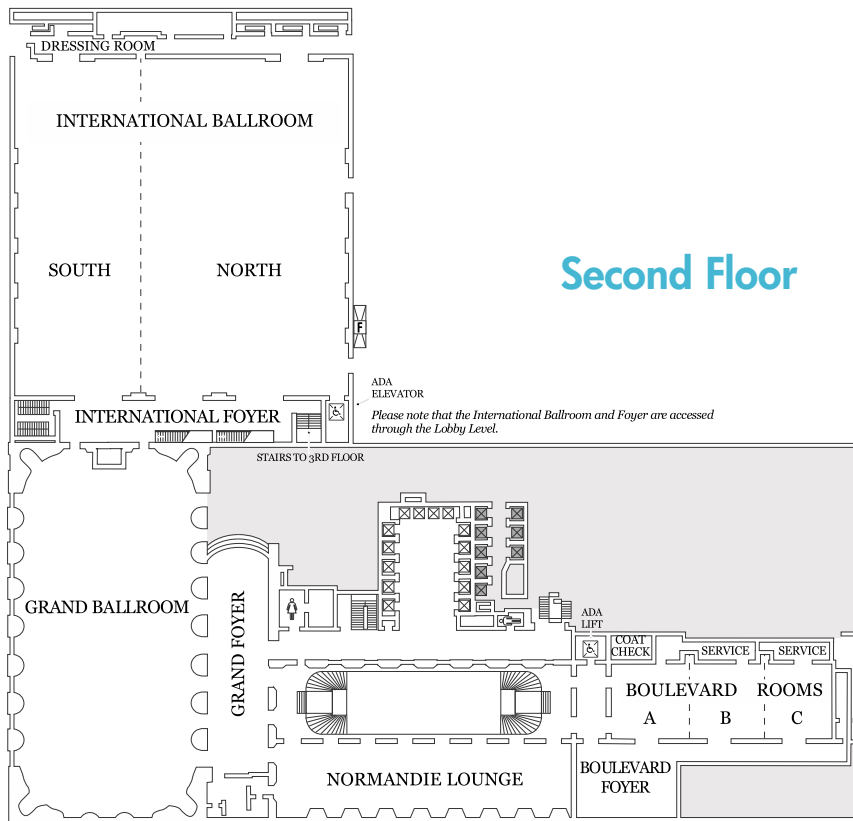 DRESSING ROOM
INTERNATIONAL BALLROOM
SOUTH
NORTH
Second Floor
F
ADA
ELEVATOR
Please note that the International Ballroom and Foyer are accessed
through the Lobby Level.
INTERNATIONAL FOYER
STAIRS TO 3RD FLOOR
GRAND BALLROOM
GRAND FOYER
ADA
LIFT
COAT
CHECK
SERVICE
SERVICE
BOULEVARD ROOMS
A
B
C
NORMANDIE LOUNGE
BOULEVARD
FOYER